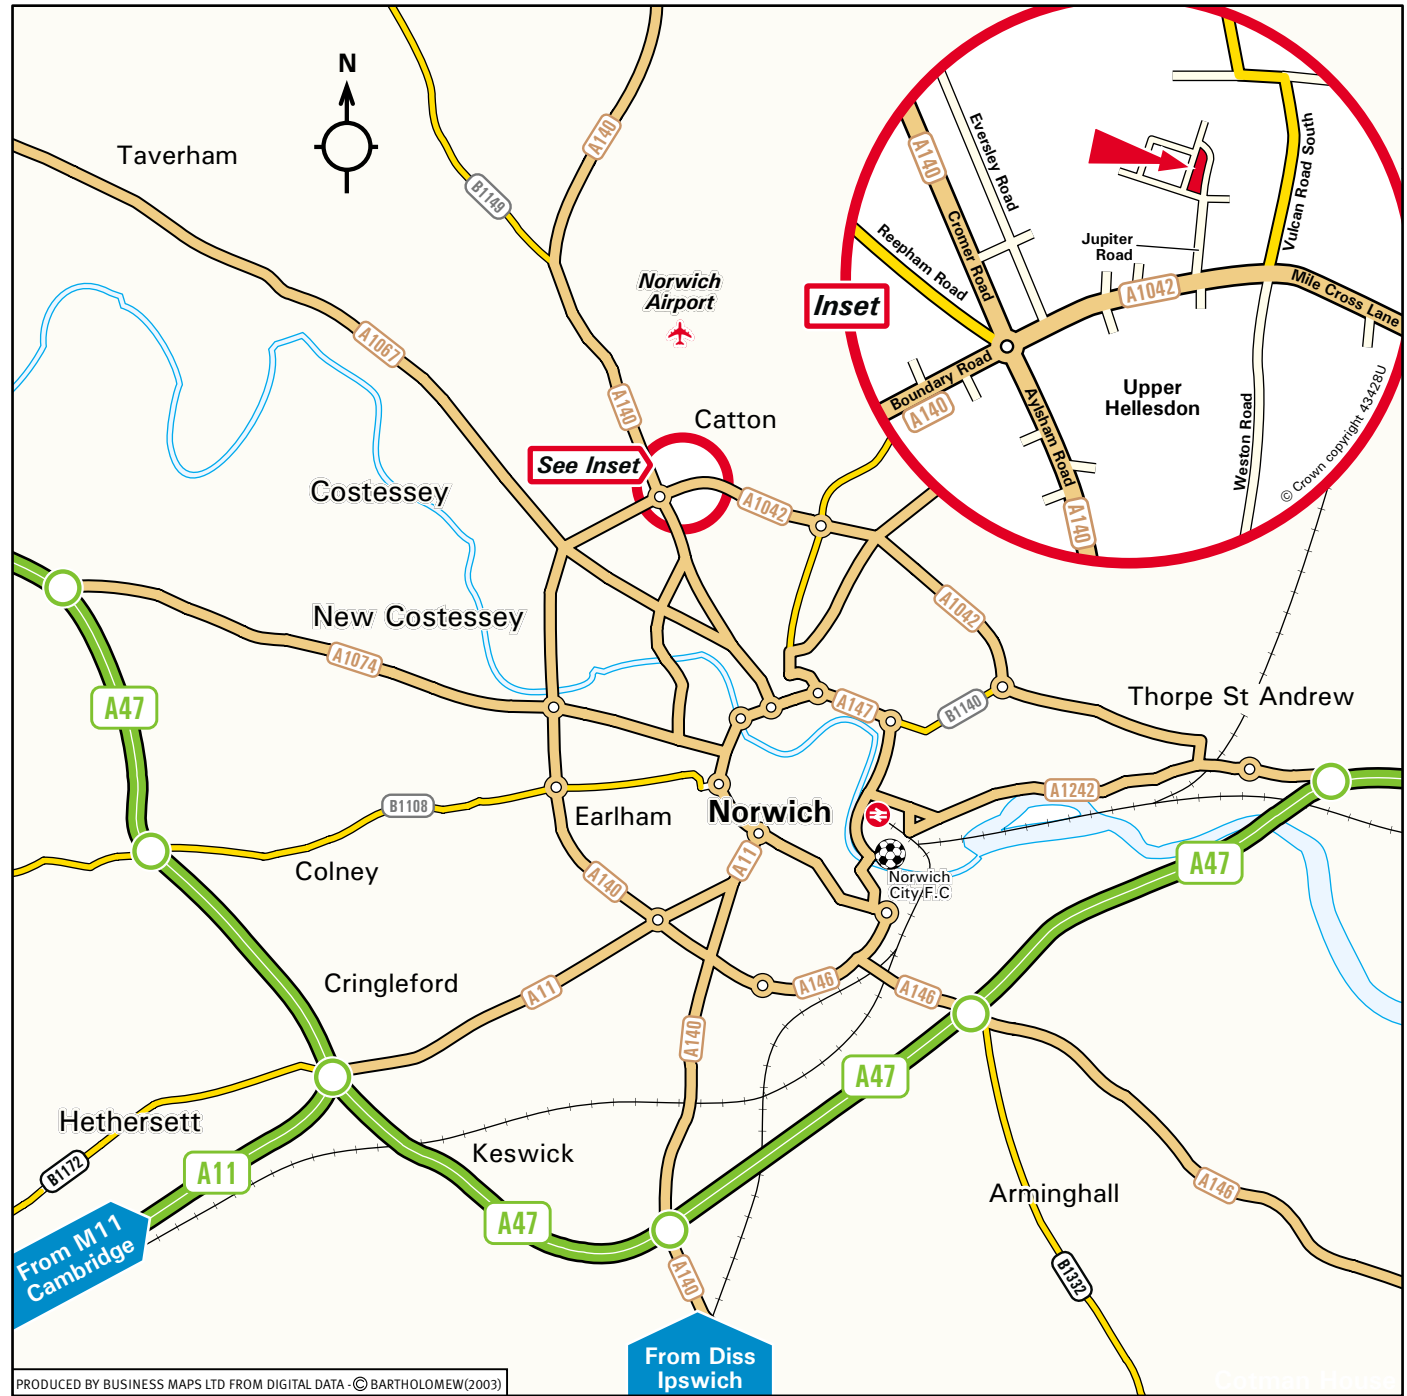 N
Taverham
A140
B1149
Norwich
Airport
A1067
A140
Catton
See Inset
A1042
Costessey
New Costessey
A1074
A47
A1042
A147
B1140
Thorpe St Andrew
A1242
A47
B1108
Earlham
Norwich
Colney
A140
A11
Norwich
City F.C
Cringleford
A11
A146
A146
A140
A47
Hethersett
B1172
A11
Keswick
A47
Arminghall
A146
B1332
A140
From M11
Cambridge
From Diss
Ipswich
Inset
A140
Eversley Road
Cromer Road
Reepham Road
Jupiter
Road
Vulcan Road South
A1042
Mile Cross Lane
Boundary Road
A140
Aylsham Road
Upper
Hellesdon
Weston Road
A140
© Crown copyright 43428U
PRODUCED BY BUSINESS MAPS LTD FROM DIGITAL DATA - © BARTHOLOMEW(2003)